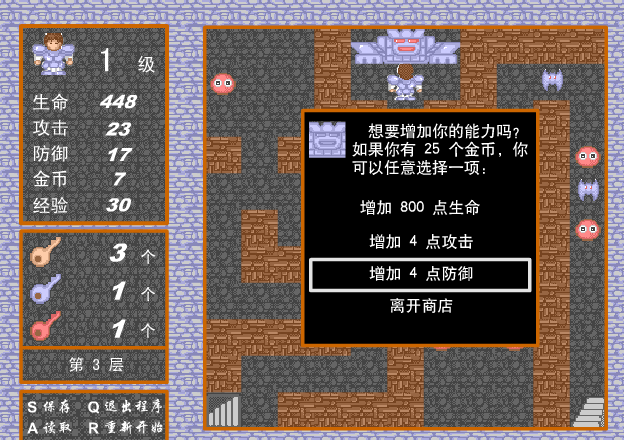 1 级
生命 448
攻击 23
防御 17
金币 7
经验 30
3 个
1 个
1 个
第 3 层
S 保存 Q 退出程序
A 读取 R 重新开始
想要增加你的能力吗?
如果你有 25 个金币, 你
可以任意选择一项:
增加 800 点生命
增加 4 点攻击
增加 4 点防御
离开商店